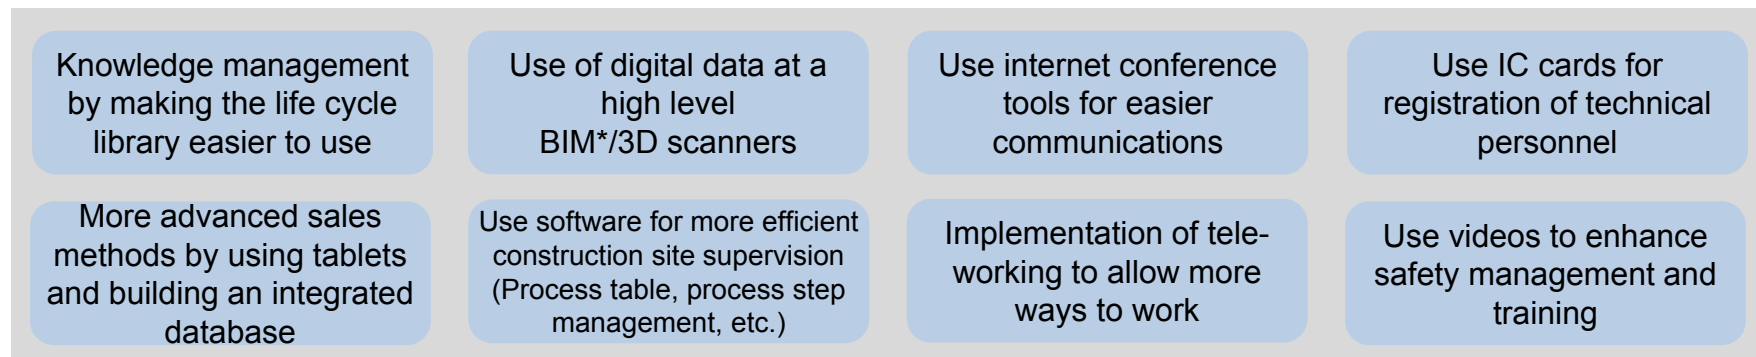 Knowledge management
by making the life cycle
library easier to use
Use of digital data at a
high level
BIM*/3D scanners
Use internet conference
tools for easier
communications
Use IC cards for
registration of technical
personnel
More advanced sales
methods by using tablets
and building an integrated
database
Use software for more efficient
construction site supervision
(Process table, process step
management, etc.)
Implementation of tele-
working to allow more
ways to work
Use videos to enhance
safety management and
training